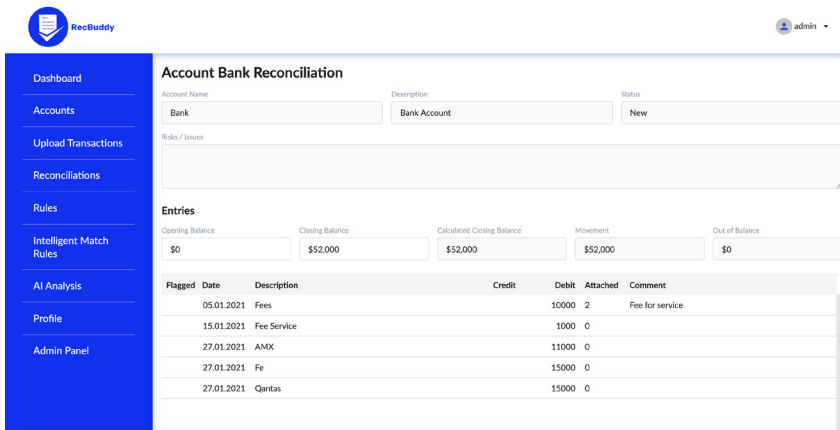 RecBuddy
admin
Dashboard
Accounts
Upload Transactions
Reconciliations
Rules
Intelligent Match
Rules
AI Analysis
Profile
Admin Panel
Account Bank Reconciliation
Account Name Description Status
Bank Bank Account New
Risks / Issues
Entries
Opening Balance Closing Balance Calculated Closing Balance Movement Out of Balance
$0 $52,000 $52,000 $52,000 $0
Flagged Date Description Credit Debit Attached Comment
05.01.2021 Fees 10000 2 Fee for service
15.01.2021 Fee Service 1000 0
27.01.2021 AMX 11000 0
27.01.2021 Fe 15000 0
27.01.2021 Qantas 15000 0